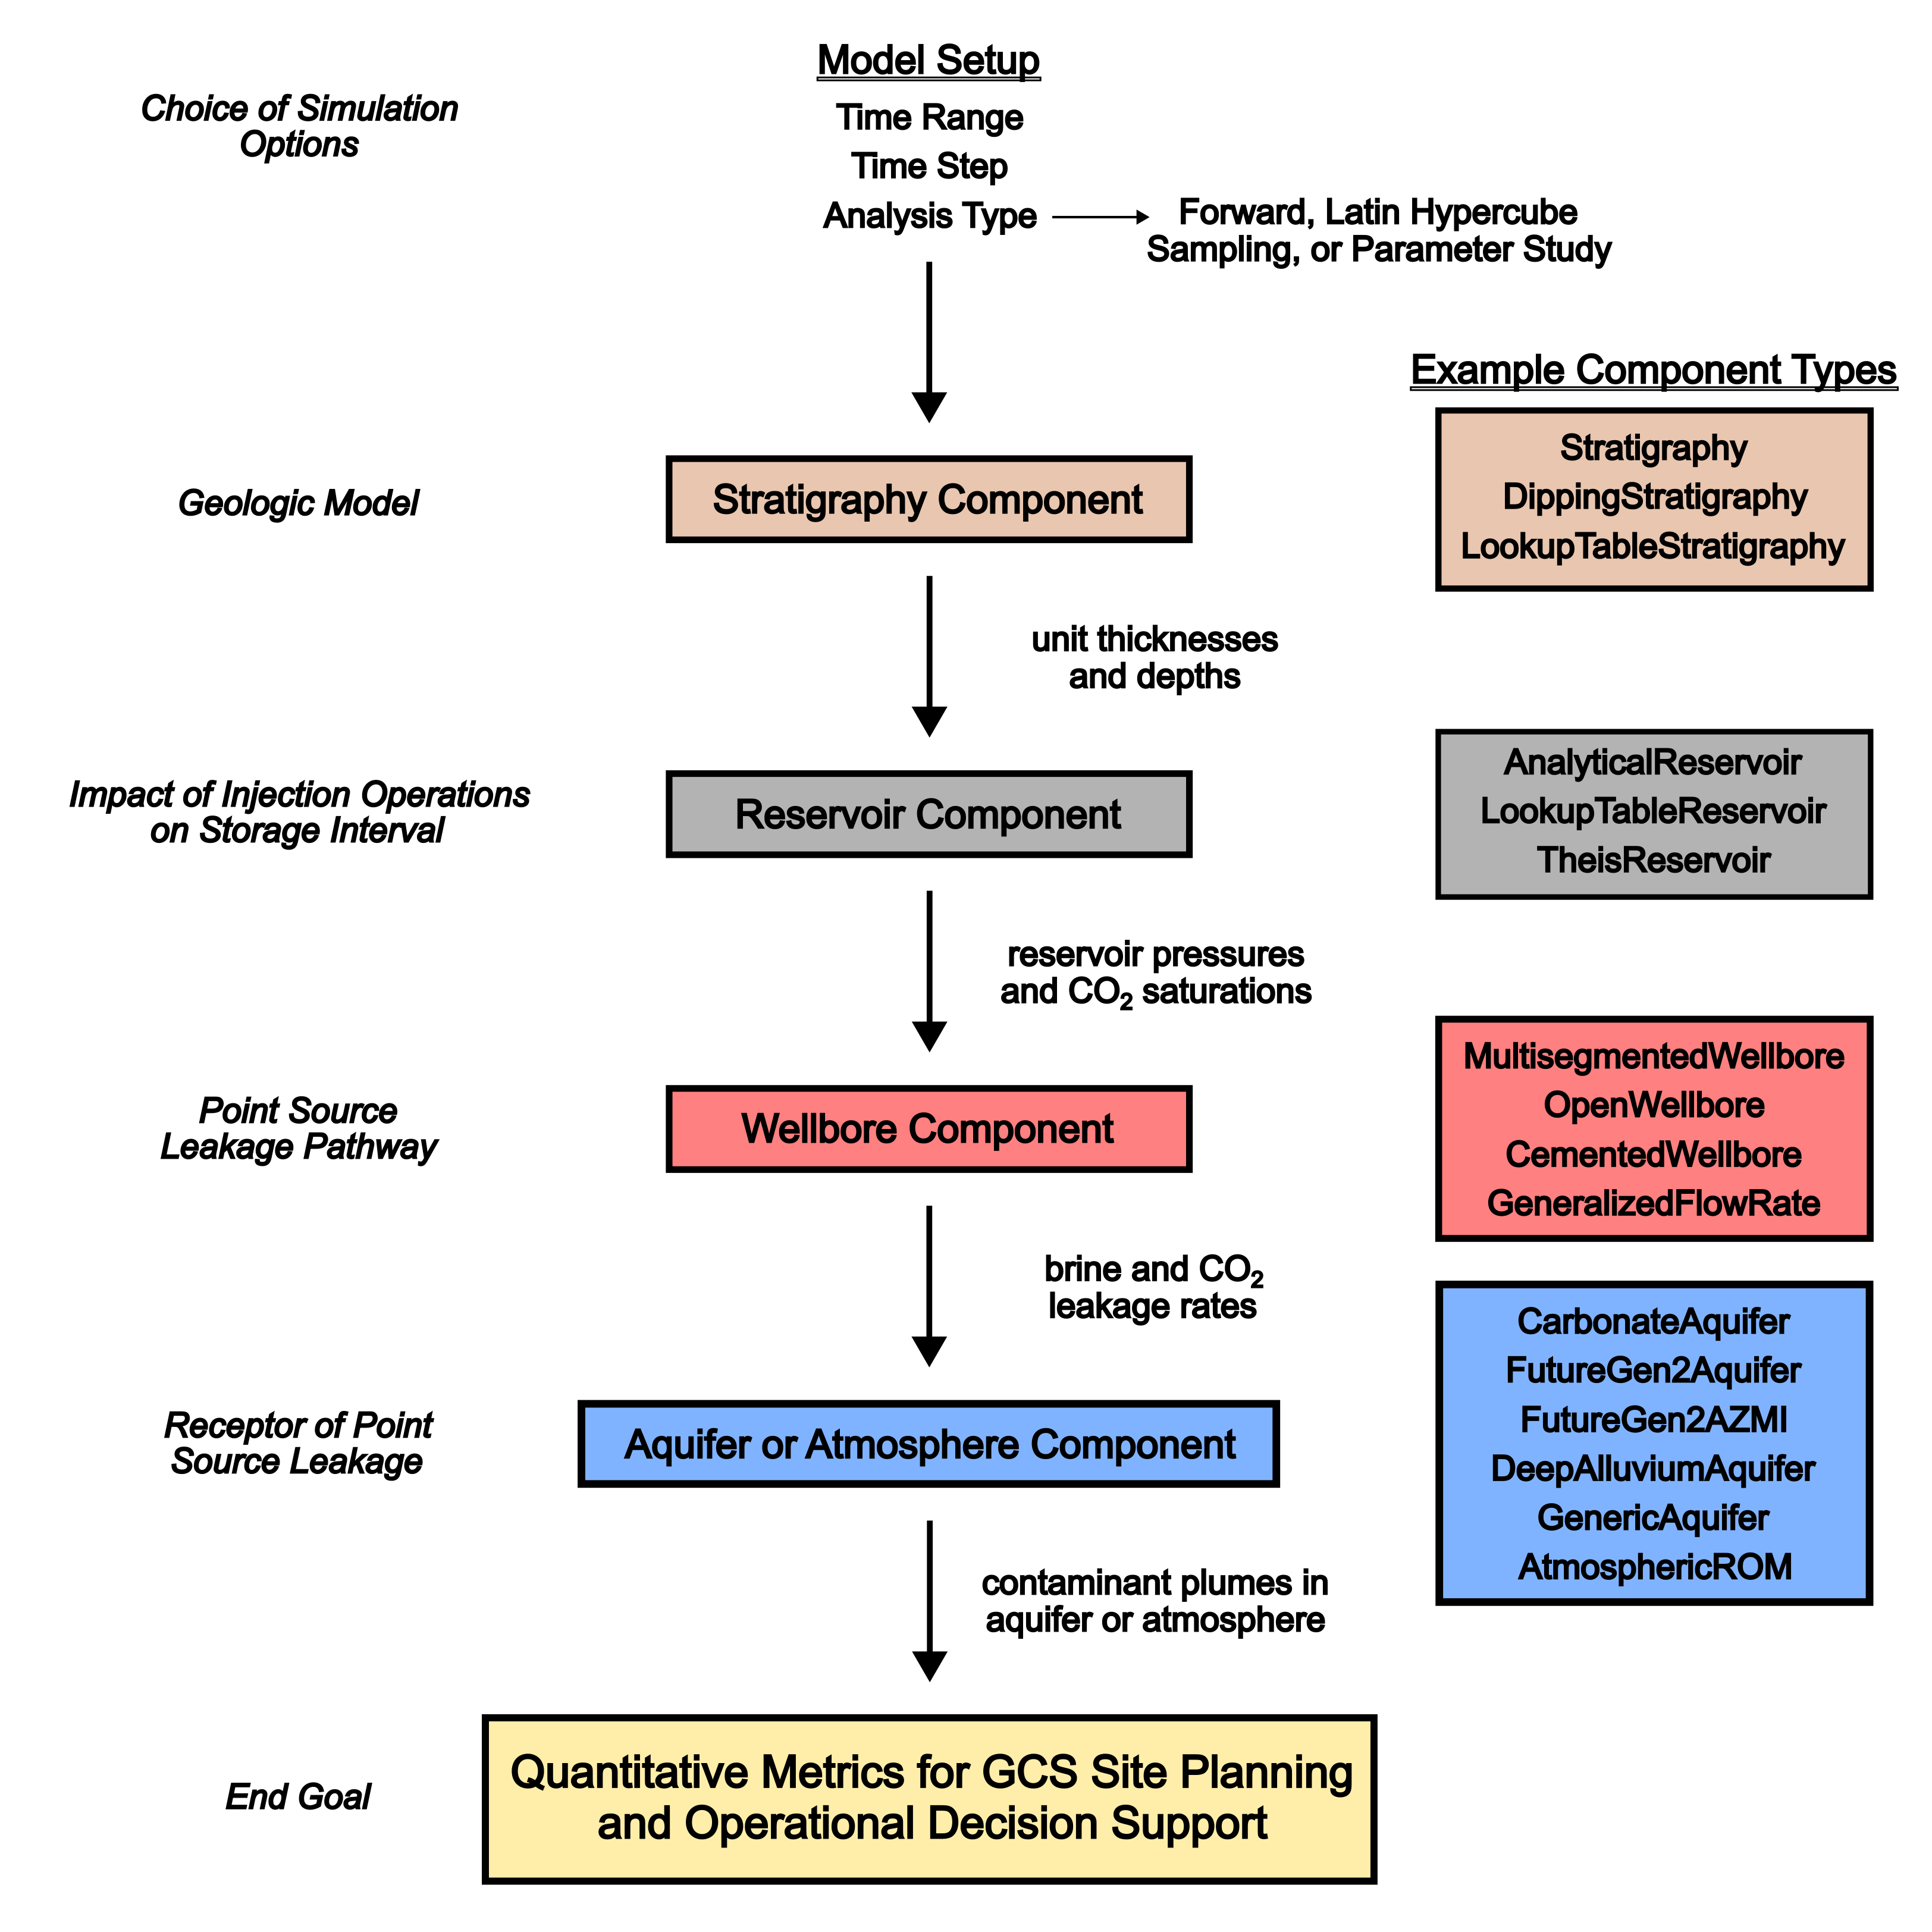 Model Setup
Choice of Simulation
Options
Time Range
Time Step
Analysis Type
Forward, Latin Hypercube
Sampling, or Parameter Study
Example Component Types
Geologic Model
Stratigraphy Component
Stratigraphy
DippingStratigraphy
LookupTableStratigraphy
unit thicknesses
and depths
Impact of Injection Operations
on Storage Interval
Reservoir Component
AnalyticalReservoir
LookupTableReservoir
TheisReservoir
reservoir pressures
and CO₂ saturations
Point Source
Leakage Pathway
Wellbore Component
MultisegmentedWellbore
OpenWellbore
CementedWellbore
GeneralizedFlowRate
brine and CO₂
leakage rates
Receptor of Point
Source Leakage
Aquifer or Atmosphere Component
CarbonateAquifer
FutureGen2Aquifer
FutureGen2AZMI
DeepAlluviumAquifer
GenericAquifer
AtmosphericROM
contaminant plumes in
aquifer or atmosphere
End Goal
Quantitative Metrics for GCS Site Planning
and Operational Decision Support